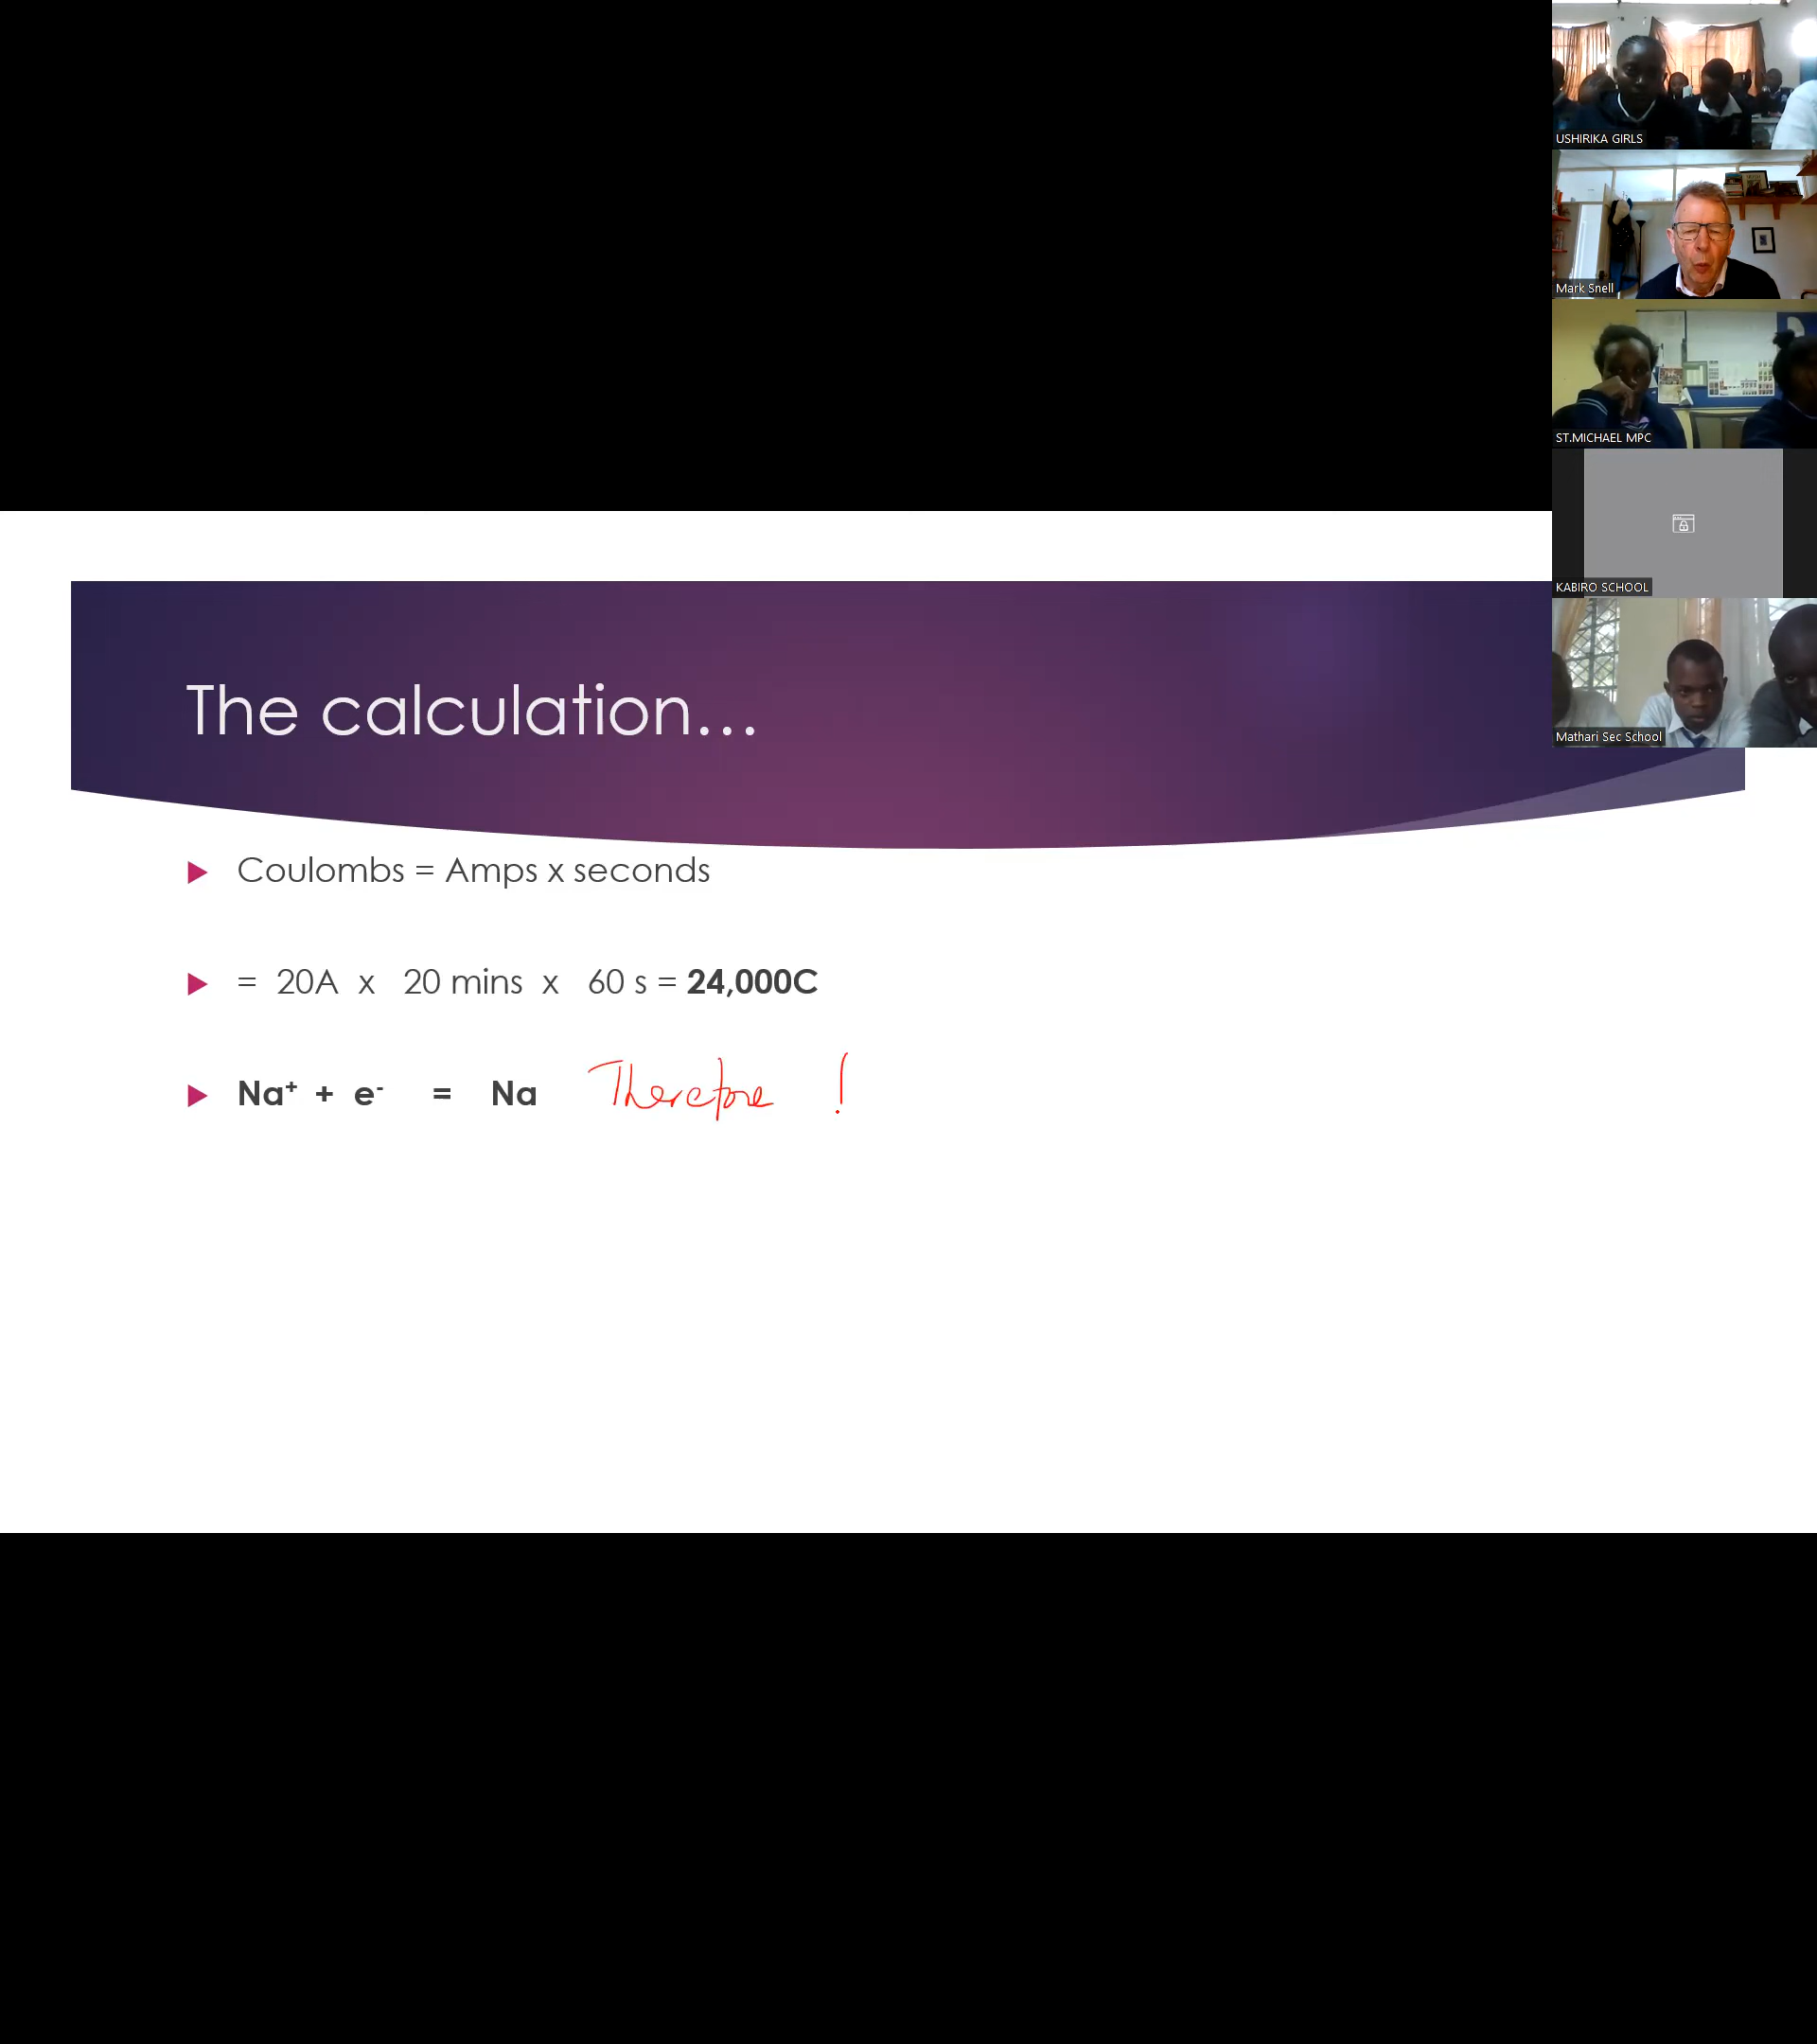 USHIRIKA GIRLS
Mark Snell
ST.MICHAEL MPC
KABIRO SCHOOL
Mathari Sec School
The calculation...
Coulombs = Amps x seconds
= 20A x 20 mins x 60 s = 24,000C
Na⁺ + e⁻ = Na Therefore !